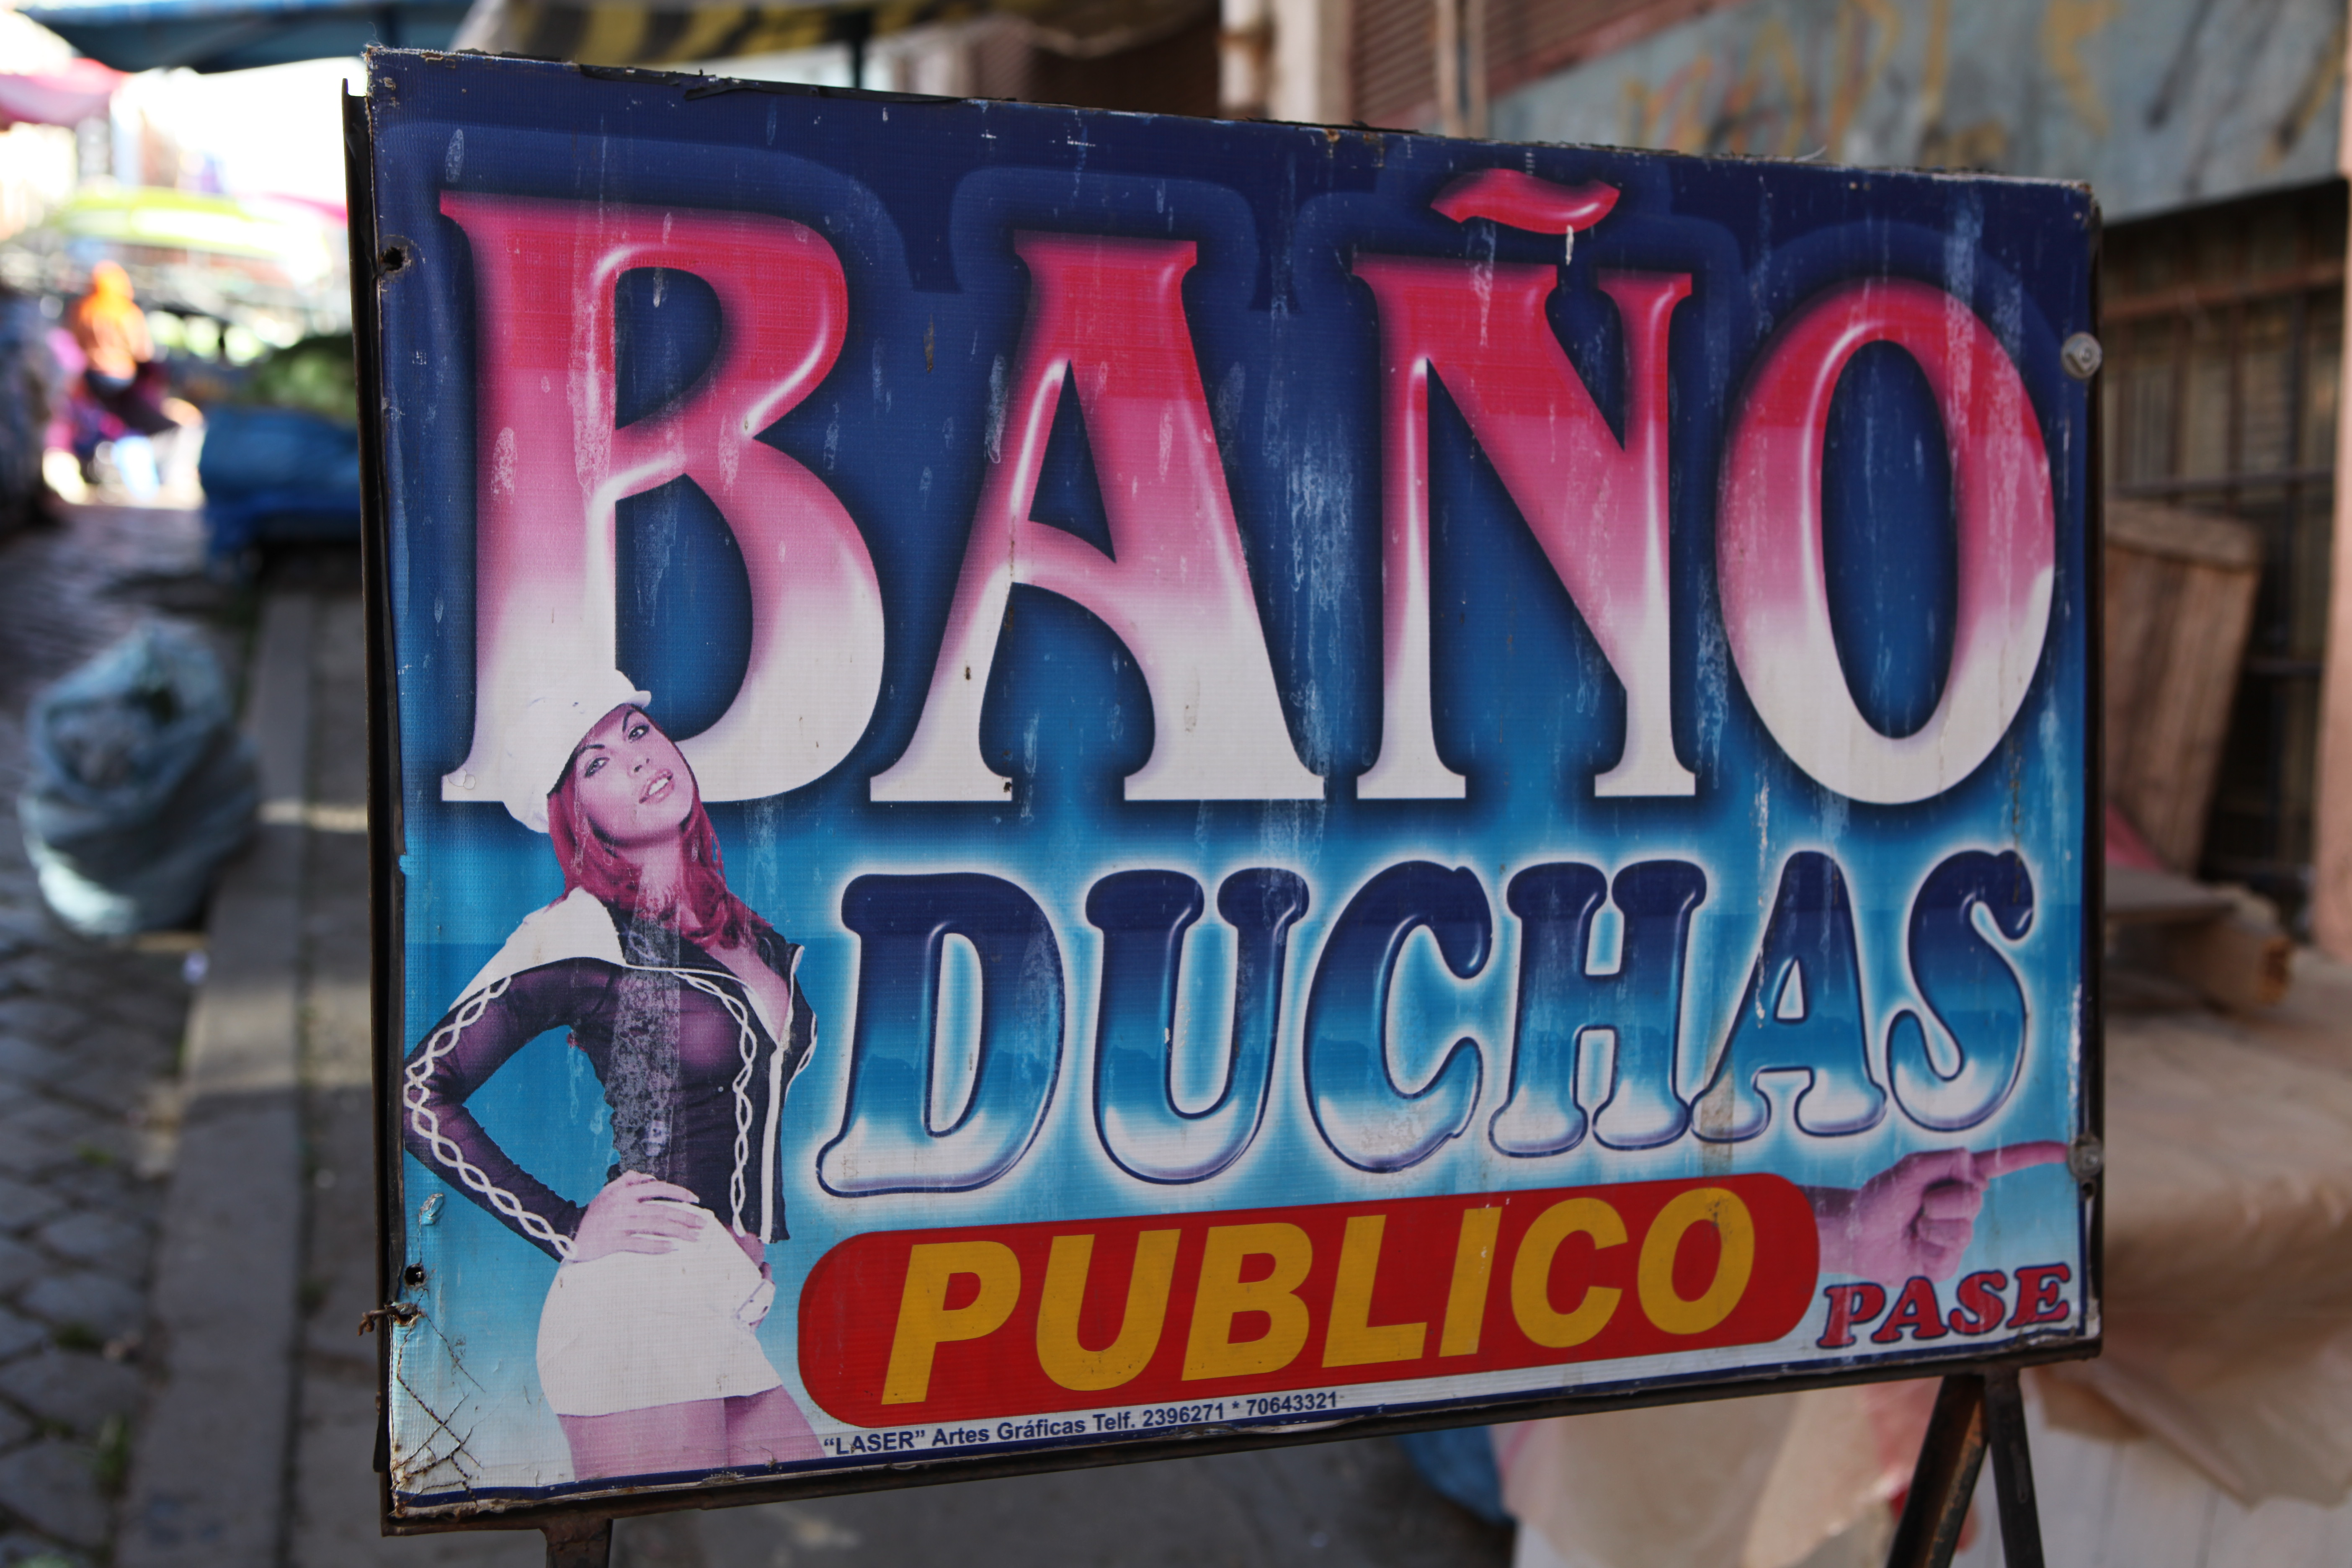 BAÑO
DUCHAS
PUBLICO
PASE
“LASER” Artes Gráficas Telf. 2396271 * 70643321